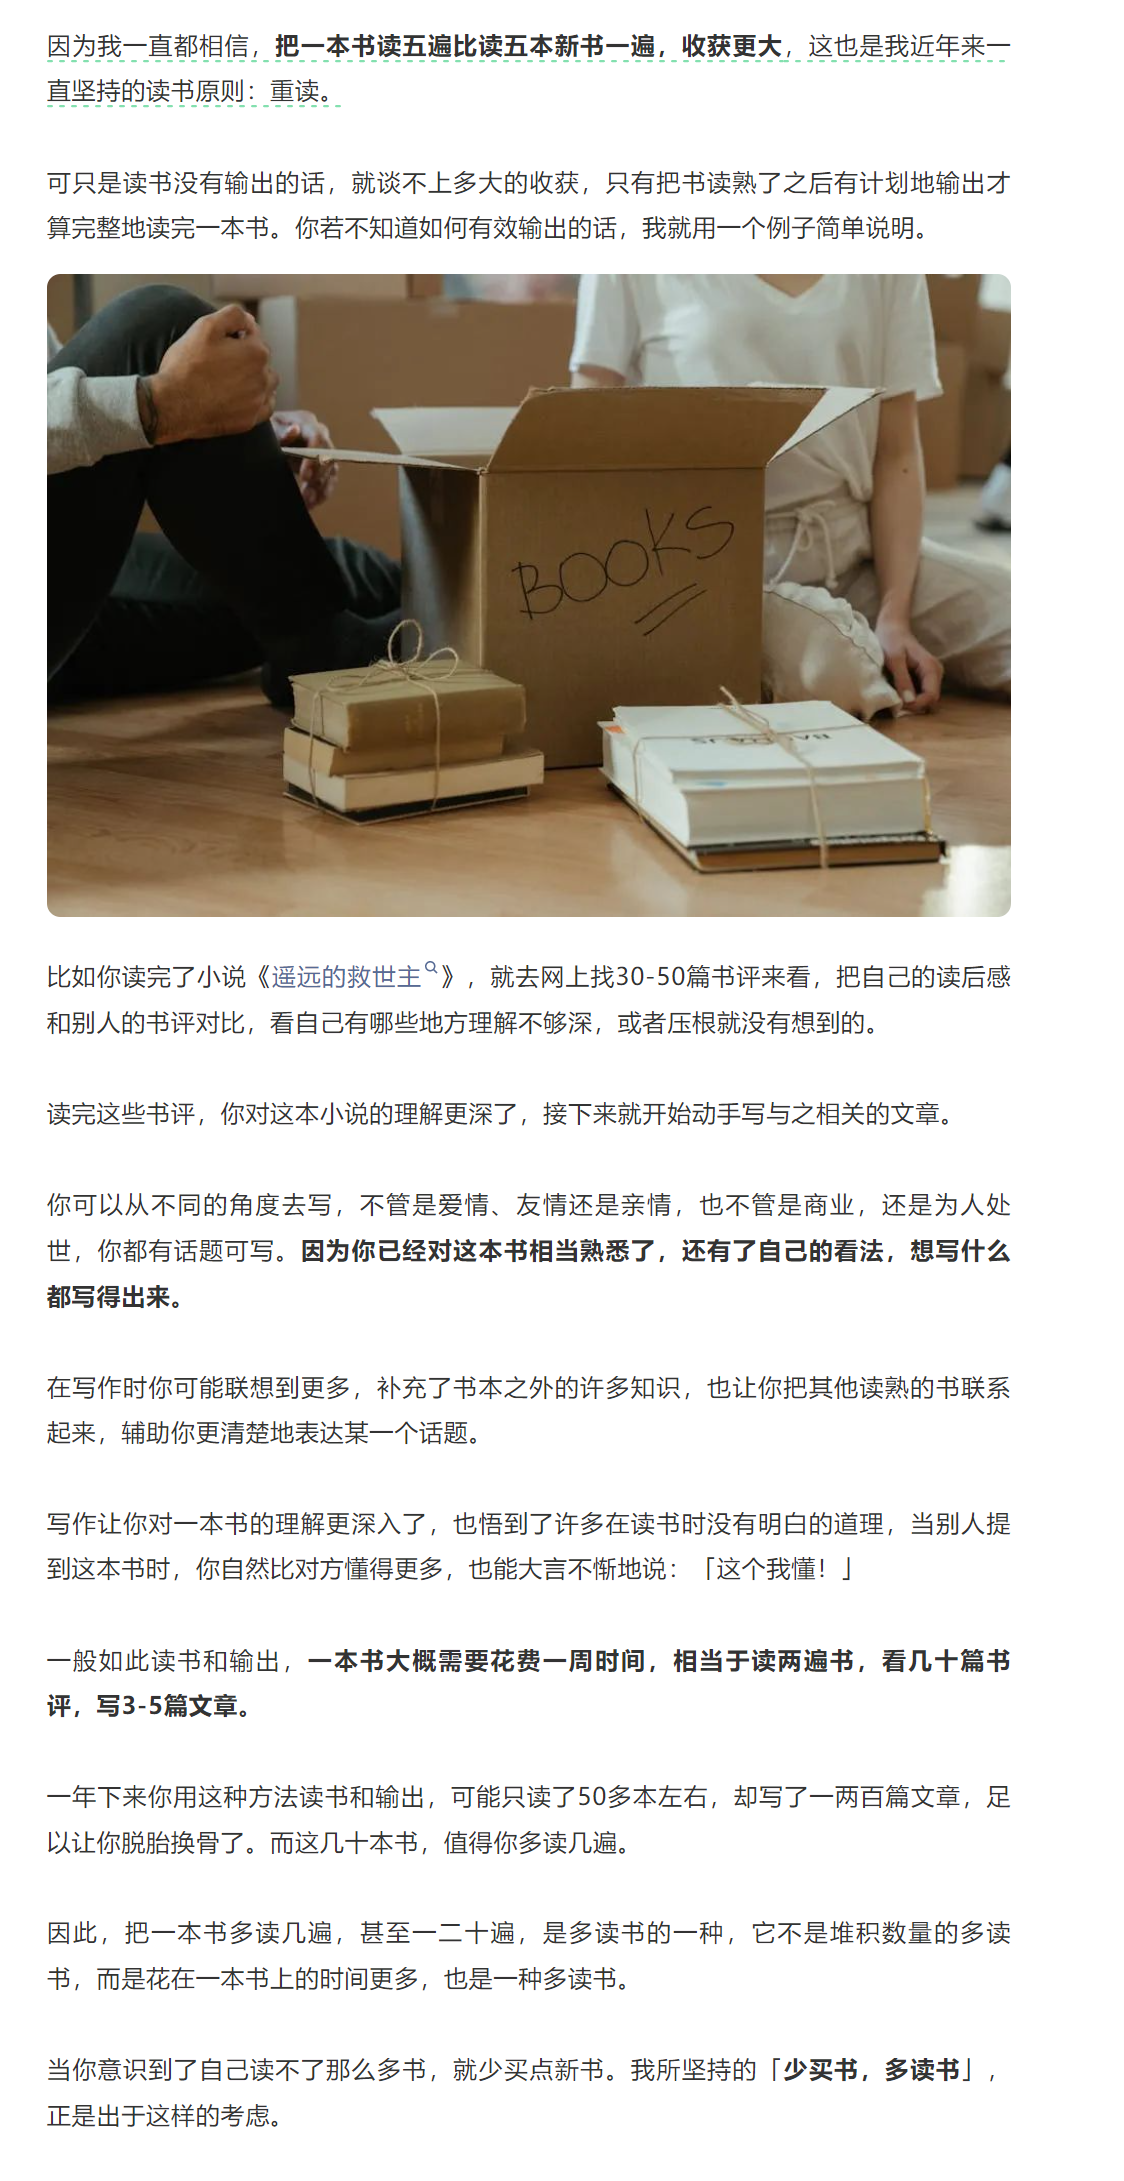 因为我一直都相信，把一本书读五遍比读五本新书一遍，收获更大，这也是我近年来一
直坚持的读书原则：重读。
可只是读书没有输出的话，就谈不上多大的收获，只有把书读熟了之后有计划地输出才
算完整地读完一本书。你若不知道如何有效输出的话，我就用一个例子简单说明。
BOOKS
比如你读完了小说《遥远的救世主》，就去网上找30-50篇书评来看，把自己的读后感
和别人的书评对比，看自己有哪些地方理解不够深，或者压根就没有想到的。
读完这些书评，你对这本小说的理解更深了，接下来就开始动手写与之相关的文章。
你可以从不同的角度去写，不管是爱情、友情还是亲情，也不管是商业，还是为人处
世，你都有话题可写。因为你已经对这本书相当熟悉了，还有了自己的看法，想写什么
都写得出来。
在写作时你可能联想到更多，补充了书本之外的许多知识，也让你把其他读熟的书联系
起来，辅助你更清楚地表达某一个话题。
写作让你对一本书的理解更深入了，也悟到了许多在读书时没有明白的道理，当别人提
到这本书时，你自然比对方懂得更多，也能大言不惭地说：「这个我懂！」
一般如此读书和输出，一本书大概需要花费一周时间，相当于读两遍书，看几十篇书
评，写3-5篇文章。
一年下来你用这种方法读书和输出，可能只读了50多本左右，却写了一两百篇文章，足
以让你脱胎换骨了。而这几十本书，值得你多读几遍。
因此，把一本书多读几遍，甚至一二十遍，是多读书的一种，它不是堆积数量的多读
书，而是花在一本书上的时间更多，也是一种多读书。
当你意识到了自己读不了那么多书，就少买点新书。我所坚持的「少买书，多读书」，
正是出于这样的考虑。